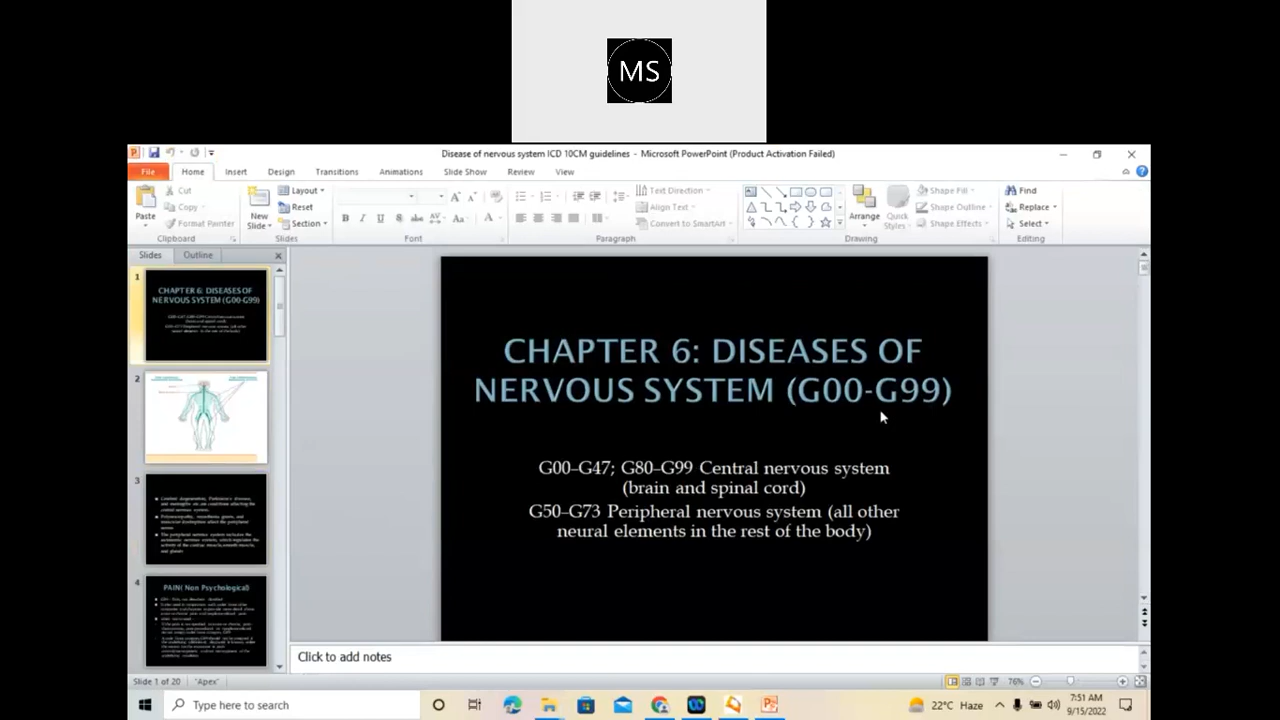 MS
Disease of nervous system ICD 10CM guidelines - Microsoft PowerPoint (Product Activation Failed)
File Home Insert Design Transitions Animations Slide Show Review View
Paste
Cut
Copy
Format Painter
Clipboard
New Slide
Layout
Reset
Section
Slides
Font
Text Direction
Align Text
Convert to SmartArt
Paragraph
Arrange
Quick Styles
Shape Fill
Shape Outline
Shape Effects
Drawing
Find
Replace
Select
Editing
Slides Outline
1
CHAPTER 6: DISEASES OF
NERVOUS SYSTEM (G00-G99)
2
3
4
PAIN( Non Psychological)
CHAPTER 6: DISEASES OF
NERVOUS SYSTEM (G00-G99)
G00–G47; G80–G99 Central nervous system
(brain and spinal cord)
G50–G73 Peripheral nervous system (all other
neural elements in the rest of the body)
Click to add notes
Slide 1 of 20 "Apex" 76%
Type here to search
22°C Haze
7:51 AM
9/15/2022